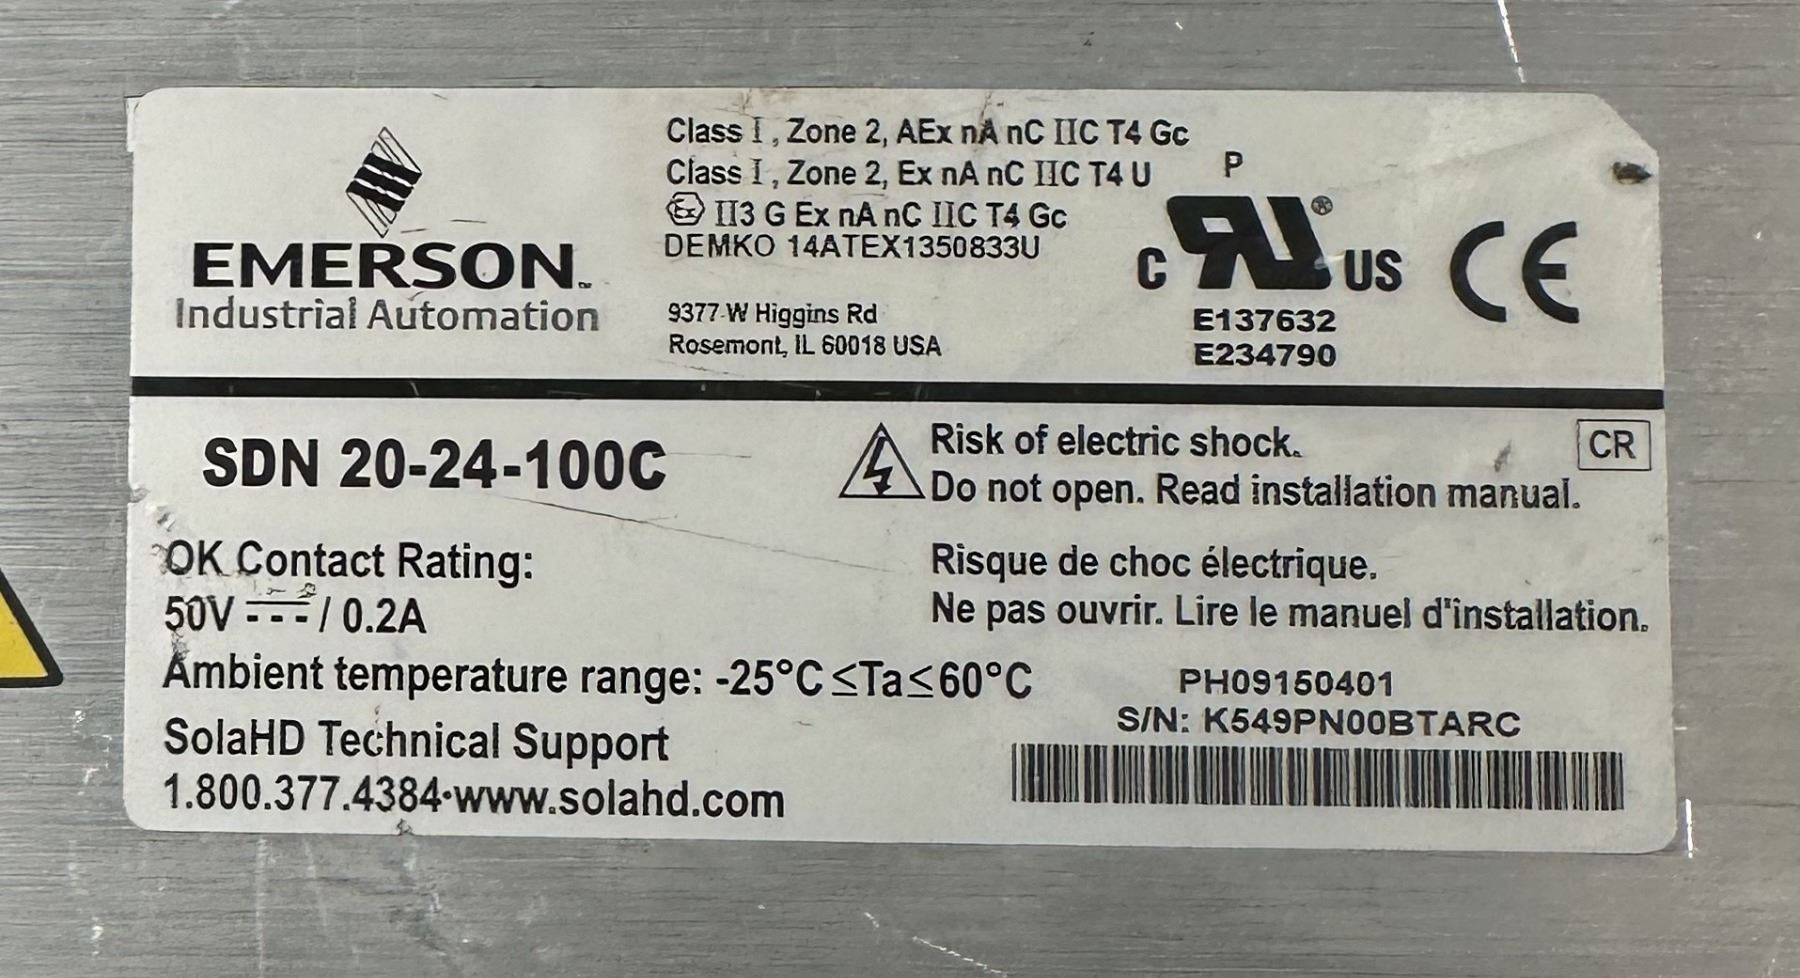 EMERSON™
Industrial Automation
Class I, Zone 2, AEx nA nC IIC T4 Gc
Class I, Zone 2, Ex nA nC IIC T4 U
Ex II3 G Ex nA nC IIC T4 Gc
DEMKO 14ATEX1350833U
9377 W Higgins Rd
Rosemont, IL 60018 USA
P
c RU® US CE
E137632
E234790
SDN 20-24-100C
Risk of electric shock.
Do not open. Read installation manual.
CR
OK Contact Rating:
50V ⎓ / 0.2A
Risque de choc électrique.
Ne pas ouvrir. Lire le manuel d'installation.
Ambient temperature range: -25°C ≤Ta≤60°C
SolaHD Technical Support
1.800.377.4384·www.solahd.com
PH09150401
S/N: K549PN00BTARC